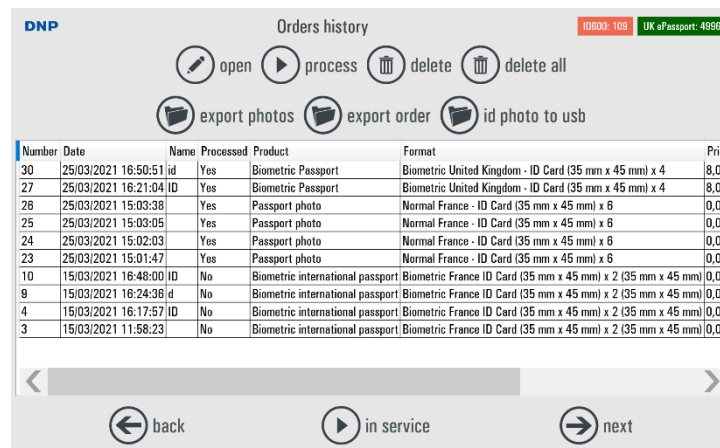 DNP Orders history ID600: 109 UK ePassport: 4996
open process delete delete all
export photos export order id photo to usb
Number Date Name Processed Product Format Pri
30 25/03/2021 16:50:51 id Yes Biometric Passport Biometric United Kingdom - ID Card (35 mm x 45 mm) x 4 8,0
27 25/03/2021 16:21:04 ID Yes Biometric Passport Biometric United Kingdom - ID Card (35 mm x 45 mm) x 4 8,0
26 25/03/2021 15:03:38 Yes Passport photo Normal France - ID Card (35 mm x 45 mm) x 6 0,0
25 25/03/2021 15:03:05 Yes Passport photo Normal France - ID Card (35 mm x 45 mm) x 6 0,0
24 25/03/2021 15:02:03 Yes Passport photo Normal France - ID Card (35 mm x 45 mm) x 6 0,0
23 25/03/2021 15:01:47 Yes Passport photo Normal France - ID Card (35 mm x 45 mm) x 6 0,0
10 15/03/2021 16:48:00 ID No Biometric international passport Biometric France ID Card (35 mm x 45 mm) x 2 (35 mm x 45 mm) 0,0
9 15/03/2021 16:24:36 d No Biometric international passport Biometric France ID Card (35 mm x 45 mm) x 2 (35 mm x 45 mm) 0,0
4 15/03/2021 16:17:57 ID No Biometric international passport Biometric France ID Card (35 mm x 45 mm) x 2 (35 mm x 45 mm) 0,0
3 15/03/2021 11:58:23 No Biometric international passport Biometric France ID Card (35 mm x 45 mm) x 2 (35 mm x 45 mm) 0,0
back in service next